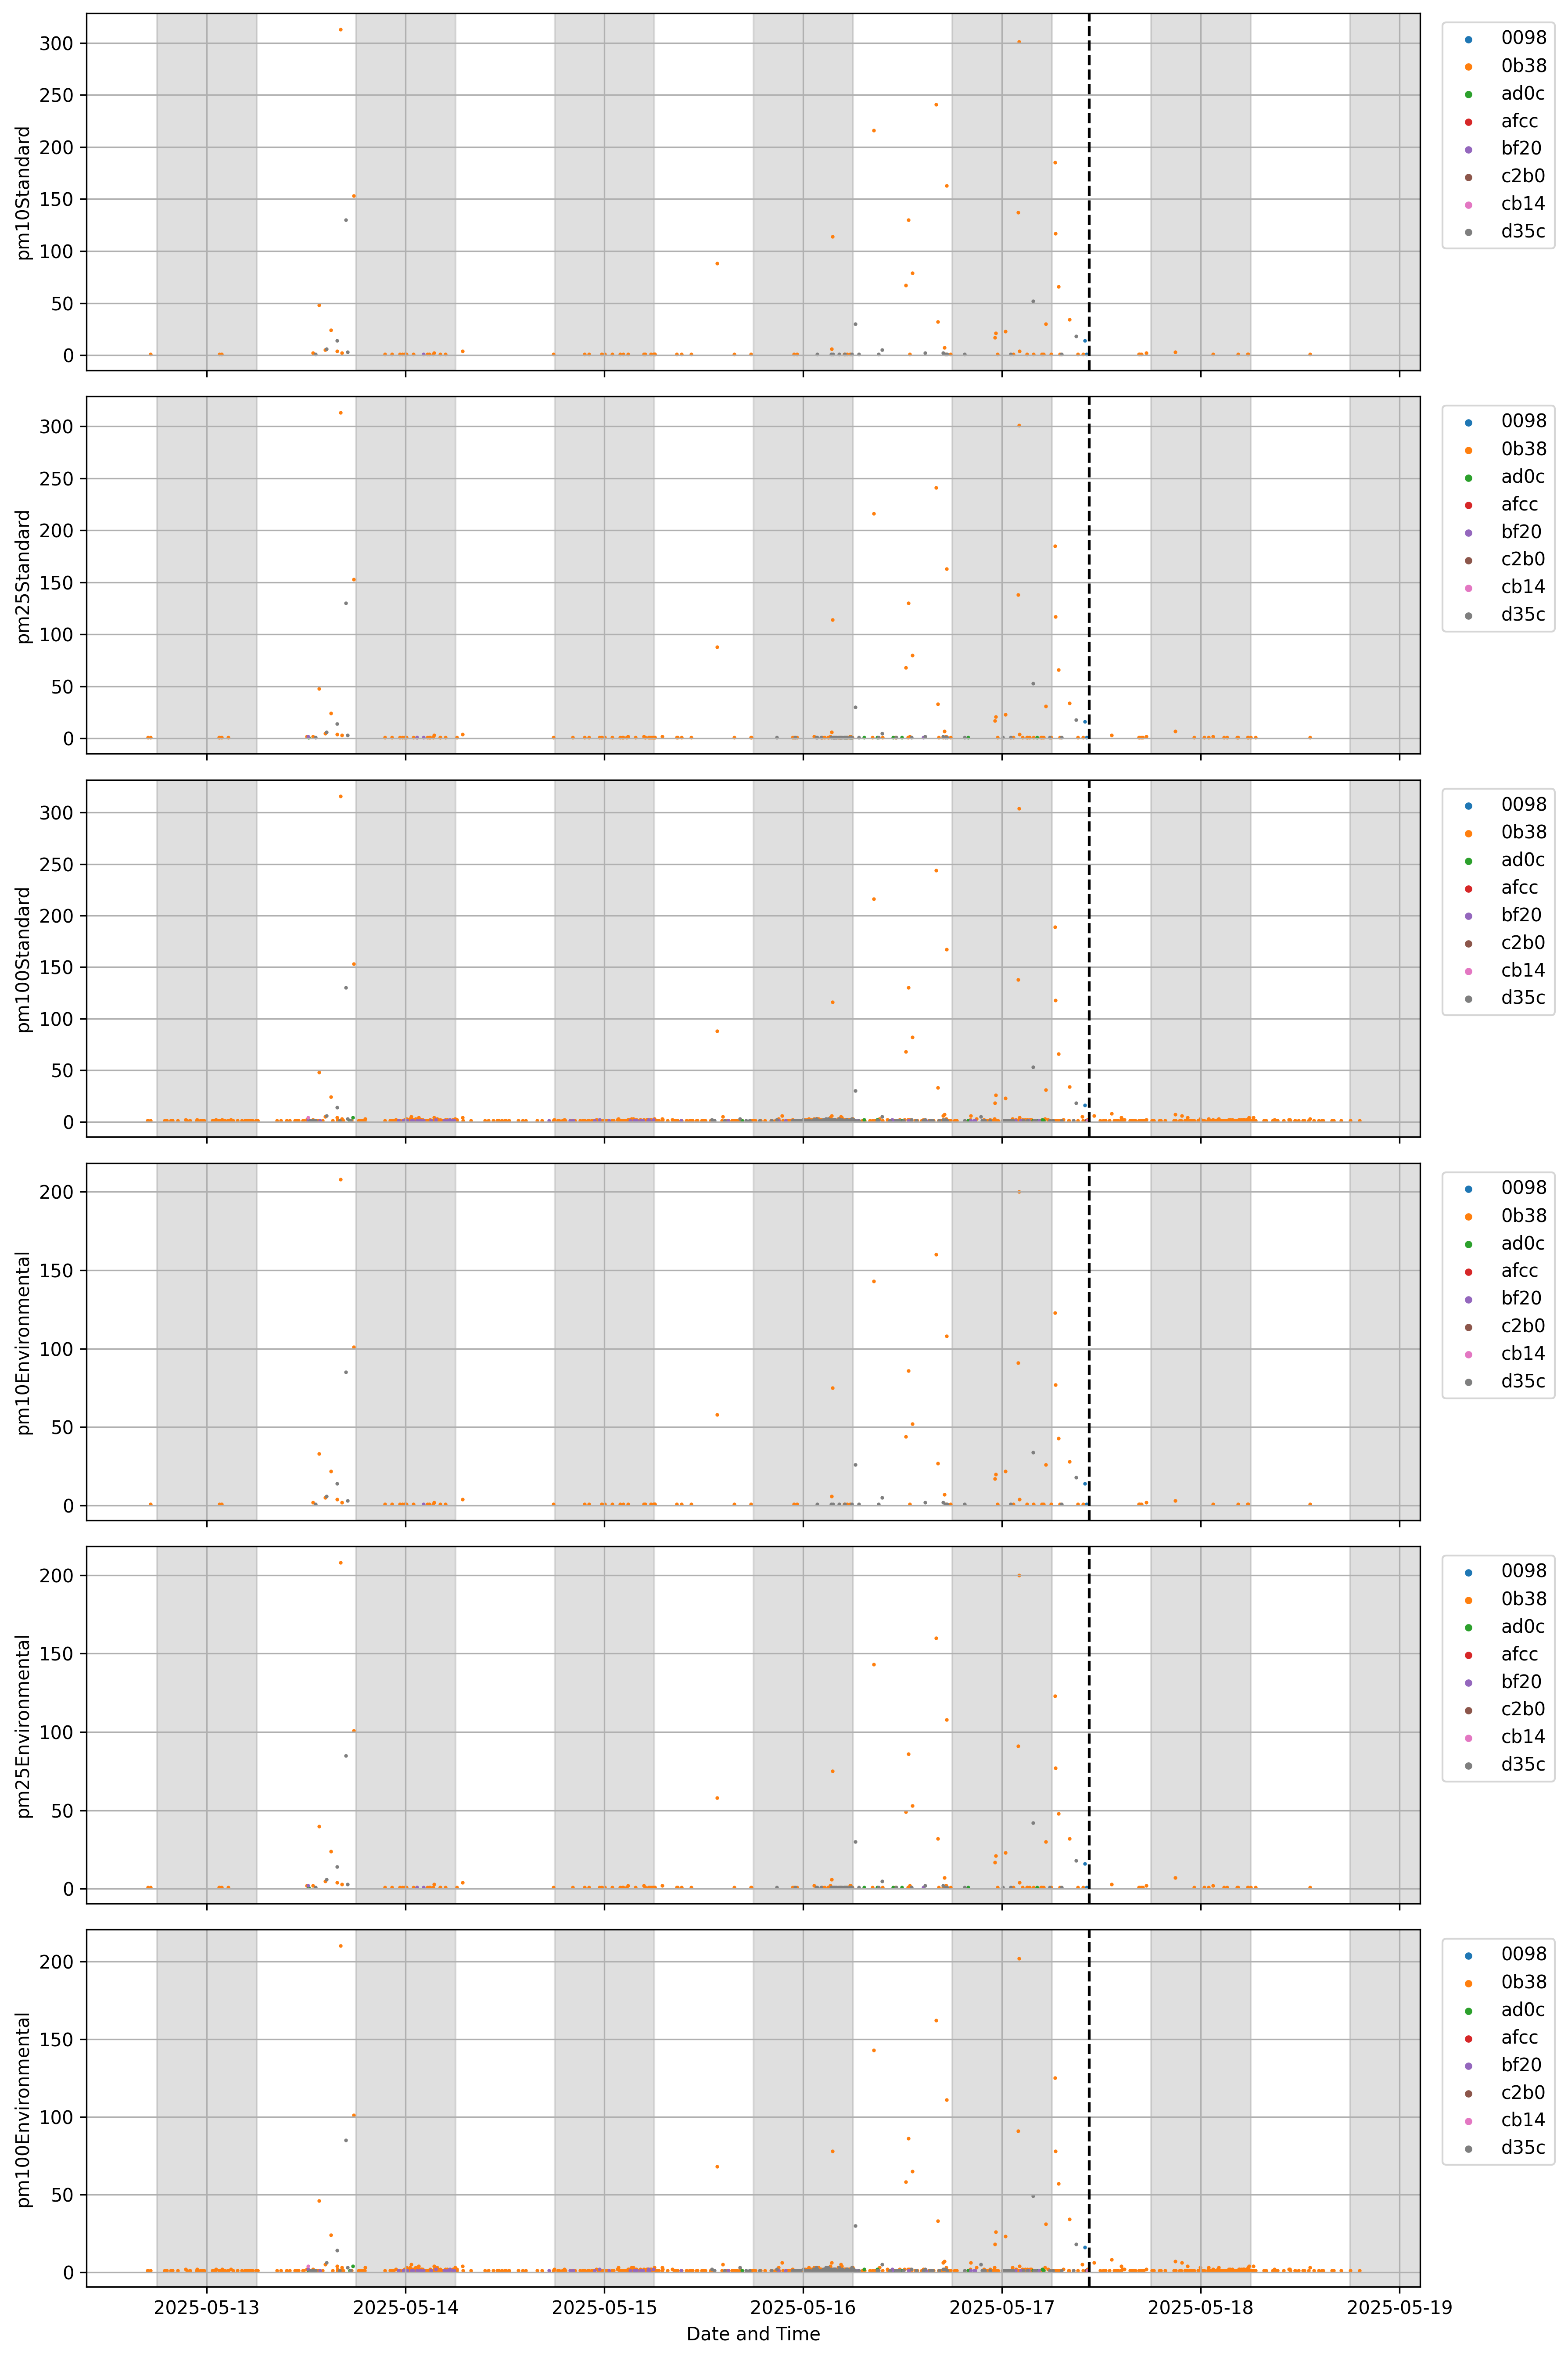 pm10Standard
300
250
200
150
100
50
0
0098
0b38
ad0c
afcc
bf20
c2b0
cb14
d35c
pm25Standard
300
250
200
150
100
50
0
0098
0b38
ad0c
afcc
bf20
c2b0
cb14
d35c
pm100Standard
300
250
200
150
100
50
0
0098
0b38
ad0c
afcc
bf20
c2b0
cb14
d35c
pm10Environmental
200
150
100
50
0
0098
0b38
ad0c
afcc
bf20
c2b0
cb14
d35c
pm25Environmental
200
150
100
50
0
0098
0b38
ad0c
afcc
bf20
c2b0
cb14
d35c
pm100Environmental
200
150
100
50
0
0098
0b38
ad0c
afcc
bf20
c2b0
cb14
d35c
2025-05-13 2025-05-14 2025-05-15 2025-05-16 2025-05-17 2025-05-18 2025-05-19
Date and Time